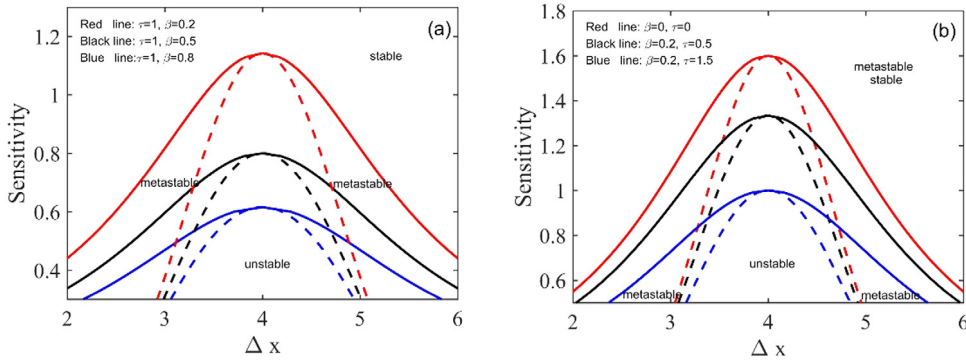 Red line: τ=1, β=0.2
Black line: τ=1, β=0.5
Blue line:τ=1, β=0.8
(a)
stable
1.2
1
0.8
0.6
0.4
Sensitivity
metastable
metastable
unstable
2
3
4
5
6
Δ x
Red line: β=0, τ=0
Black line: β=0.2, τ=0.5
Blue line: β=0.2, τ=1.5
(b)
metastable
stable
1.8
1.6
1.4
1.2
1
0.8
0.6
Sensitivity
unstable
metastable
metastable
2
3
4
5
6
Δ x